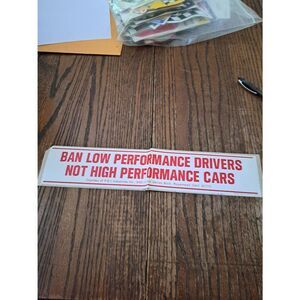 BAN LOW PERFORMANCE DRIVERS
NOT HIGH PERFORMANCE CARS